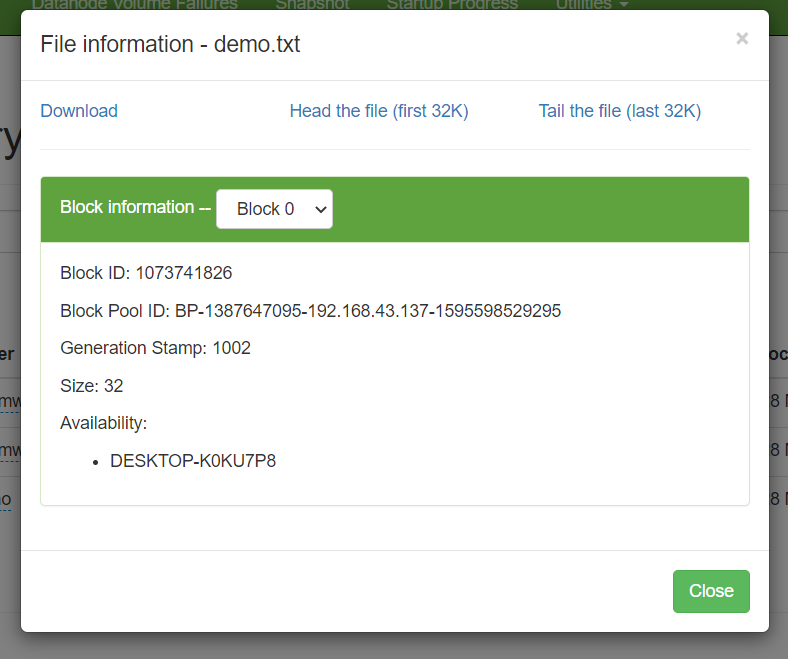 Datanode Volume Failures Snapshot Startup Progress Utilities
File information - demo.txt
×
Download Head the file (first 32K) Tail the file (last 32K)
Block information -- Block 0
Block ID: 1073741826
Block Pool ID: BP-1387647095-192.168.43.137-1595598529295
Generation Stamp: 1002
Size: 32
Availability:
• DESKTOP-K0KU7P8
Close